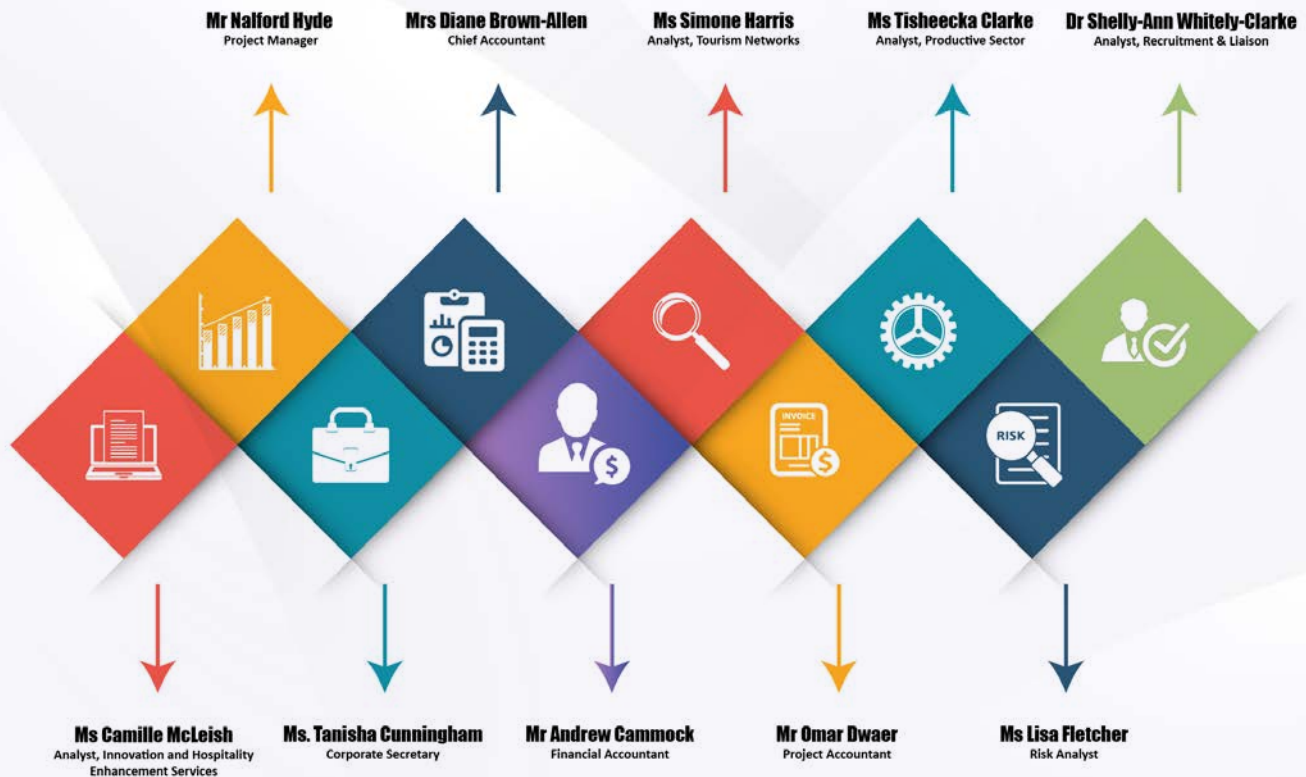 Mr Nalford Hyde
Project Manager
Mrs Diane Brown-Allen
Chief Accountant
Ms Simone Harris
Analyst, Tourism Networks
Ms Tisheecka Clarke
Analyst, Productive Sector
Dr Shelly-Ann Whitely-Clarke
Analyst, Recruitment & Liaison
INVOICE
$
$
RISK
Ms Camille McLeish
Analyst, Innovation and Hospitality
Enhancement Services
Ms. Tanisha Cunningham
Corporate Secretary
Mr Andrew Cammock
Financial Accountant
Mr Omar Dwaer
Project Accountant
Ms Lisa Fletcher
Risk Analyst